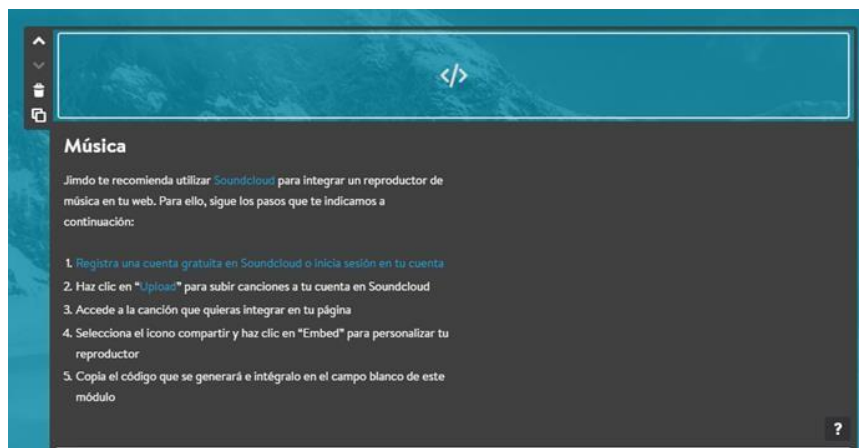 </>
Música
Jimdo te recomienda utilizar Soundcloud para integrar un reproductor de
música en tu web. Para ello, sigue los pasos que te indicamos a
continuación:
1. Registra una cuenta gratuita en Soundcloud o inicia sesión en tu cuenta
2. Haz clic en “Upload” para subir canciones a tu cuenta en Soundcloud
3. Accede a la canción que quieras integrar en tu página
4. Selecciona el icono compartir y haz clic en “Embed” para personalizar tu
reproductor
5. Copia el código que se generará e intégralo en el campo blanco de este
módulo
?